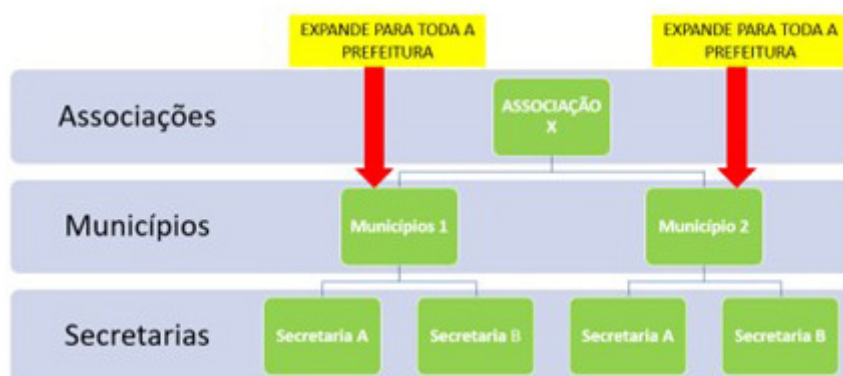 EXPANDE PARA TODA A
PREFEITURA
EXPANDE PARA TODA A
PREFEITURA
Associações
ASSOCIAÇÃO
X
Municípios
Municípios 1
Município 2
Secretarias
Secretaria A
Secretaria B
Secretaria A
Secretaria B